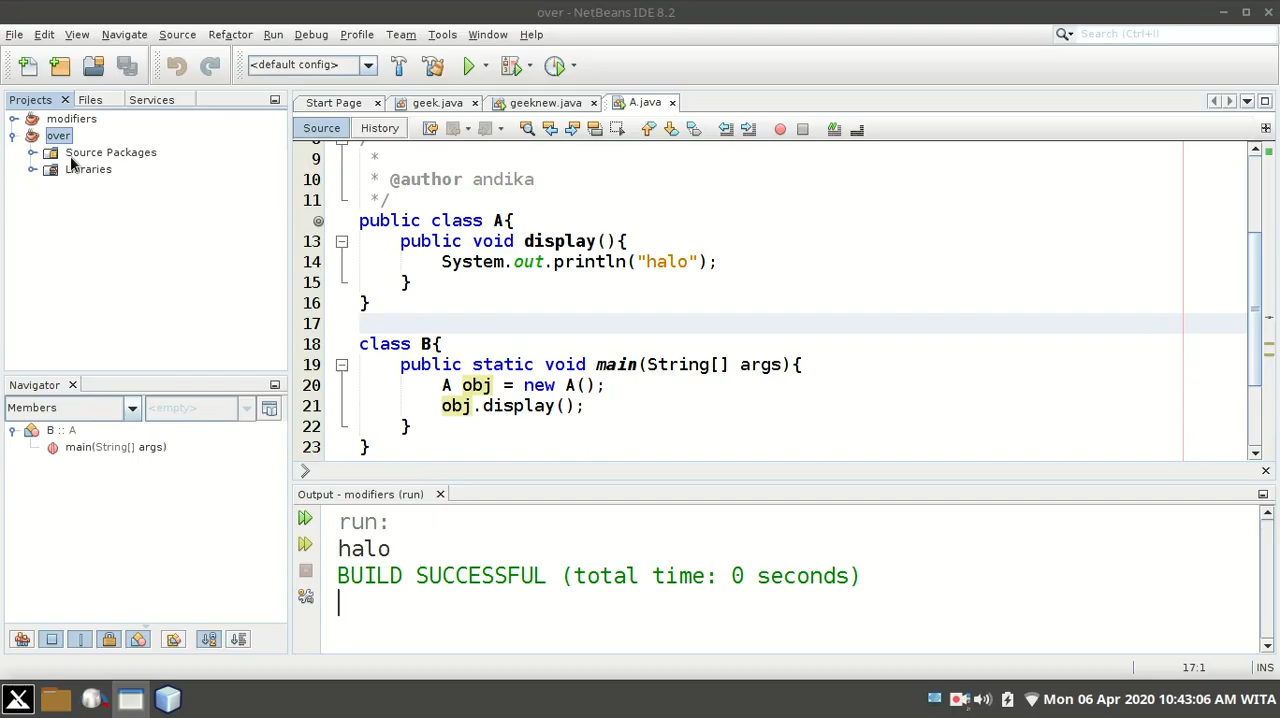 over - NetBeans IDE 8.2
File Edit View Navigate Source Refactor Run Debug Profile Team Tools Window Help
Search (Ctrl+I)
<default config>
Projects Files Services
Start Page geek.java geeknew.java A.java
Source History
modifiers
over
Source Packages
Libraries
9 *
10 * @author andika
11 */
public class A{
13 public void display(){
14 System.out.println("halo");
15 }
16 }
17
18 class B{
19 public static void main(String[] args){
20 A obj = new A();
21 obj.display();
22 }
23 }
Navigator
Members <empty>
B :: A
main(String[] args)
Output - modifiers (run)
run:
halo
BUILD SUCCESSFUL (total time: 0 seconds)
17:1 INS
Mon 06 Apr 2020 10:43:06 AM WITA